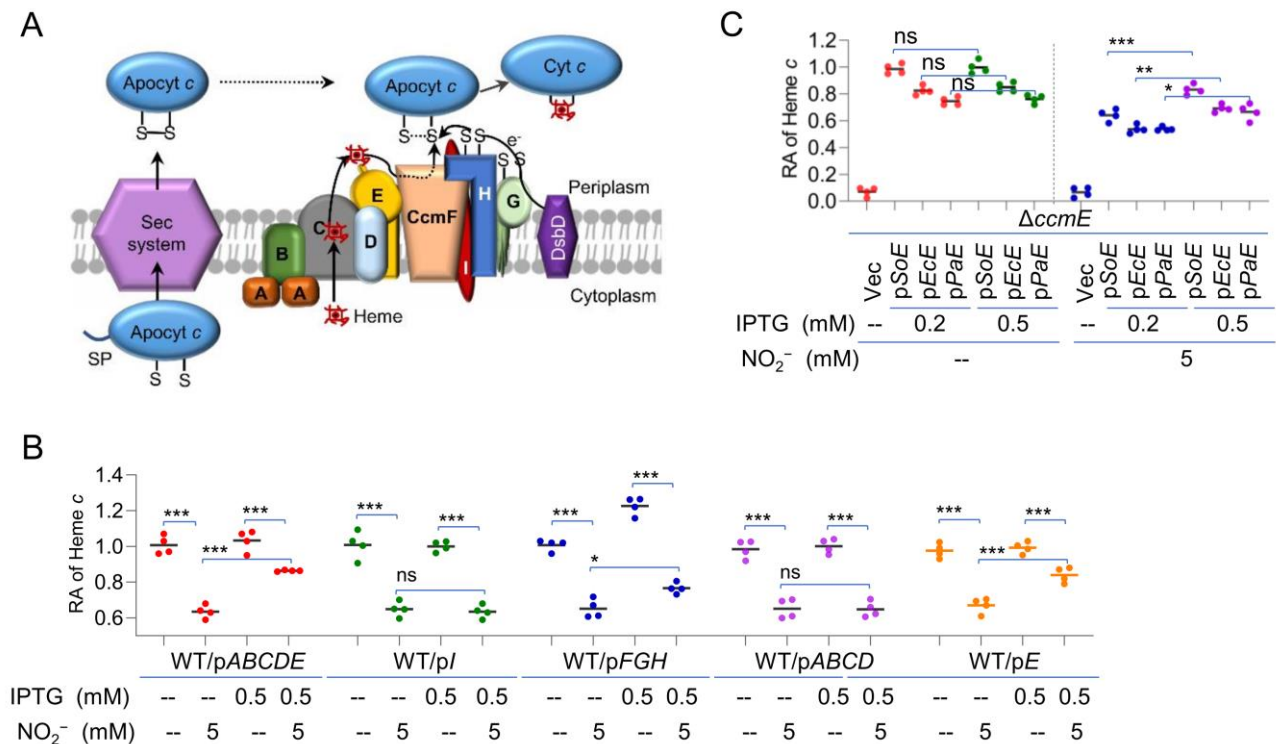 A
Apocyt c
Apocyt c
Cyt c
S–S
S S
S S
e-
S S
Periplasm
Sec
system
C
E
D
B
A A
CcmF
I
H
G
DsbD
Cytoplasm
Heme
Apocyt c
SP
S S
C
RA of Heme c
1.2
1.0
0.8
0.6
0.4
0.2
0.0
ns
ns
ns
***
**
*
ΔccmE
Vec pSoE pEcE pPaE pSoE pEcE pPaE Vec pSoE pEcE pPaE pSoE pEcE pPaE
IPTG (mM) -- 0.2 0.5 -- 0.2 0.5
NO₂⁻ (mM) -- 5
B
RA of Heme c
1.4
1.2
1.0
0.8
0.6
*** *** ***
*** *** ns
*** *** *
*** *** ns
*** *** ***
WT/pABCDE WT/pI WT/pFGH WT/pABCD WT/pE
IPTG (mM) -- -- 0.5 0.5 -- -- 0.5 0.5 -- -- 0.5 0.5 -- -- 0.5 0.5 -- -- 0.5 0.5
NO₂⁻ (mM) -- 5 -- 5 -- 5 -- 5 -- 5 -- 5 -- 5 -- 5 -- 5 -- 5